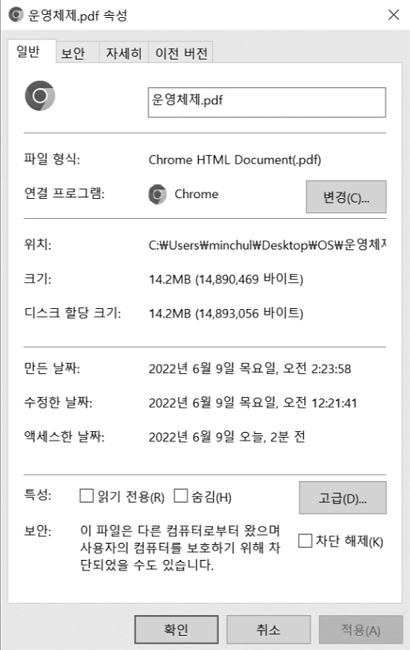 운영체제.pdf 속성
일반 보안 자세히 이전 버전
운영체제.pdf
파일 형식: Chrome HTML Document(.pdf)
연결 프로그램: Chrome 변경(C)...
위치: C:₩Users₩minchul₩Desktop₩OS₩운영체제
크기: 14.2MB (14,890,469 바이트)
디스크 할당 크기: 14.2MB (14,893,056 바이트)
만든 날짜: 2022년 6월 9일 목요일, 오전 2:23:58
수정한 날짜: 2022년 6월 9일 목요일, 오전 12:21:41
액세스한 날짜: 2022년 6월 9일 오늘, 2분 전
특성: 읽기 전용(R) 숨김(H) 고급(D)...
보안: 이 파일은 다른 컴퓨터로부터 왔으며
사용자의 컴퓨터를 보호하기 위해 차 차단 해제(K)
단되었을 수도 있습니다.
확인 취소 적용(A)